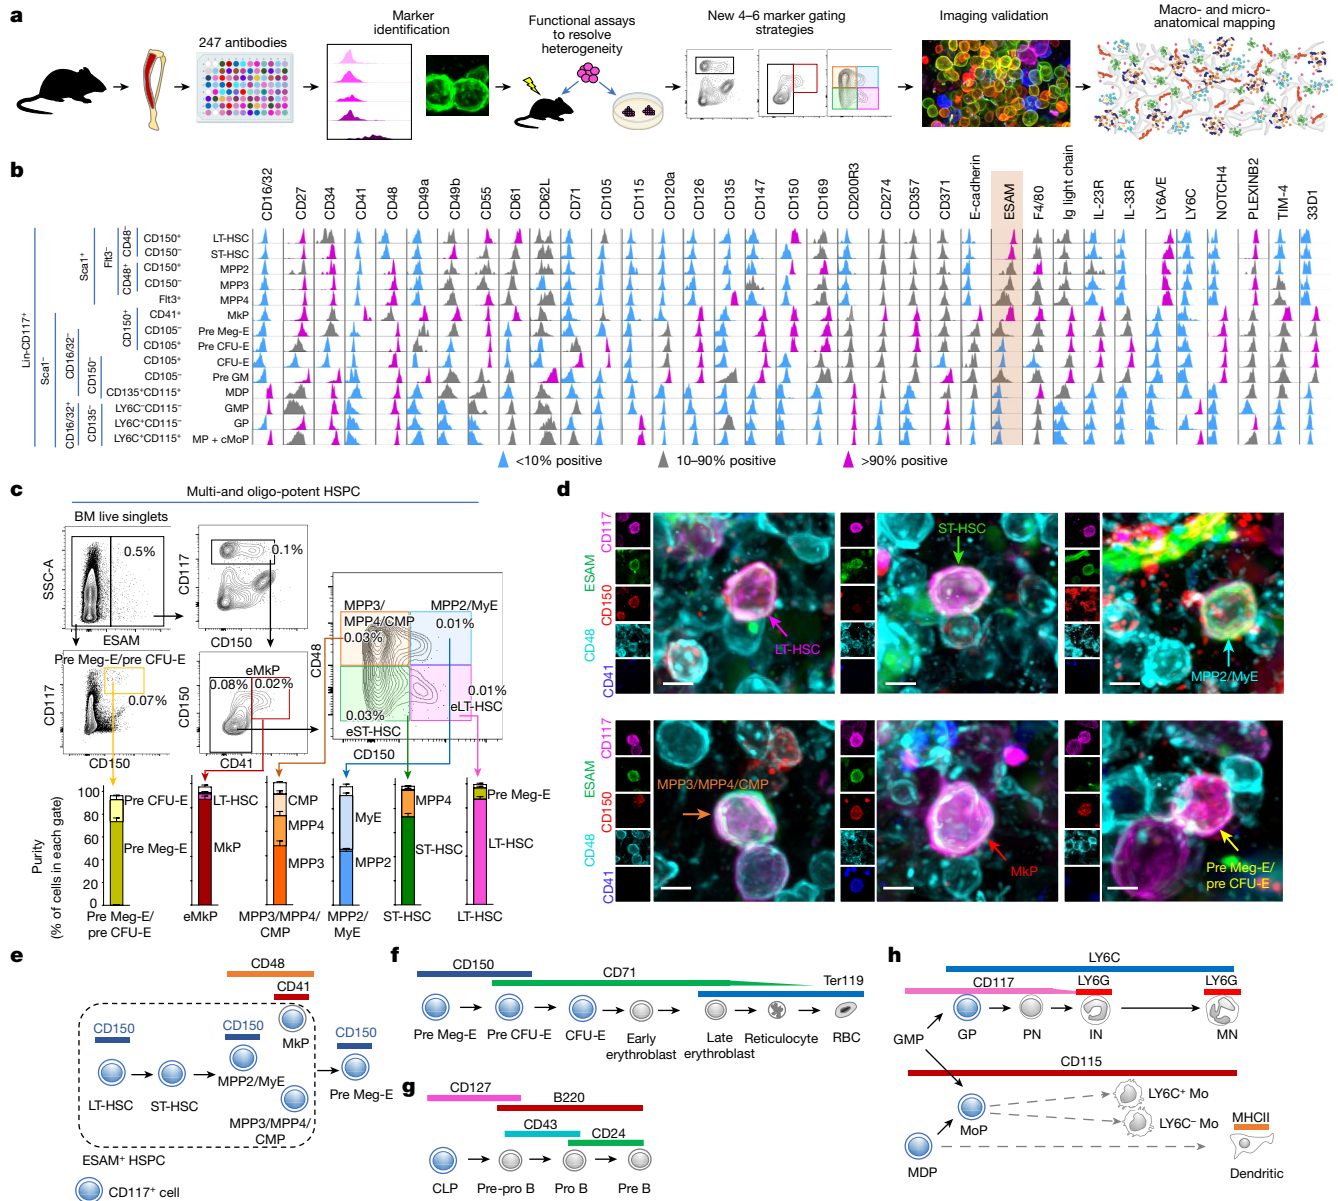 a
247 antibodies
Marker
identification
Functional assays
to resolve
heterogeneity
New 4–6 marker gating
strategies
Imaging validation
Macro- and micro-
anatomical mapping
b
CD16/32
CD27
CD34
CD41
CD48
CD49a
CD49b
CD55
CD61
CD62L
CD71
CD105
CD115
CD120a
CD126
CD135
CD147
CD150
CD169
CD200R3
CD274
CD357
CD371
E-cadherin
ESAM
F4/80
Ig light chain
IL-23R
IL-33R
LY6A/E
LY6C
NOTCH4
PLEXINB2
TIM-4
33D1
Lin-CD117⁺
Sca1⁺
Sca1⁻
Flt3⁻
CD48⁻
CD48⁺
CD150⁺
CD150⁻
CD150⁺
CD150⁻
Flt3⁺
CD16/32⁻
CD16/32⁺
CD150⁺
CD150⁻
CD135⁻
CD41⁺
CD105⁻
CD105⁺
CD105⁺
CD105⁻
CD135⁺CD115⁺
LY6C⁻CD115⁻
LY6C⁺CD115⁻
LY6C⁺CD115⁺
LT-HSC
ST-HSC
MPP2
MPP3
MPP4
MkP
Pre Meg-E
Pre CFU-E
CFU-E
Pre GM
MDP
GMP
GP
MP + cMoP
<10% positive
10–90% positive
>90% positive
c
Multi-and oligo-potent HSPC
BM live singlets
SSC-A
0.5%
ESAM
CD117
0.1%
CD150
Pre Meg-E/pre CFU-E
CD117
0.07%
CD150
eMkP
CD150
0.08%
0.02%
CD41
CD48
MPP3/
MPP4/CMP
0.03%
MPP2/MyE
0.01%
0.03%
eST-HSC
0.01%
eLT-HSC
CD150
Purity
(% of cells in each gate)
100
80
60
40
20
0
Pre CFU-E
Pre Meg-E
LT-HSC
MkP
CMP
MPP4
MPP3
MyE
MPP2
MPP4
ST-HSC
Pre Meg-E
LT-HSC
Pre Meg-E/
pre CFU-E
eMkP
MPP3/MPP4/
CMP
MPP2/
MyE
ST-HSC
LT-HSC
d
CD117
ESAM
CD150
CD48
CD41
LT-HSC
ST-HSC
MPP2/MyE
CD117
ESAM
CD150
CD48
CD41
MPP3/MPP4/CMP
MkP
Pre Meg-E/
pre CFU-E
e
CD48
CD41
CD150
CD150
CD150
MkP
LT-HSC
ST-HSC
MPP2/MyE
MPP3/MPP4/
CMP
Pre Meg-E
ESAM⁺ HSPC
CD117⁺ cell
f
CD150
CD71
Ter119
Pre Meg-E
Pre CFU-E
CFU-E
Early
erythroblast
Late
erythroblast
Reticulocyte
RBC
g
CD127
B220
CD43
CD24
CLP
Pre-pro B
Pro B
Pre B
h
LY6C
CD117
LY6G
LY6G
GMP
GP
PN
IN
MN
CD115
MoP
LY6C⁺ Mo
LY6C⁻ Mo
MHCII
MDP
Dendritic